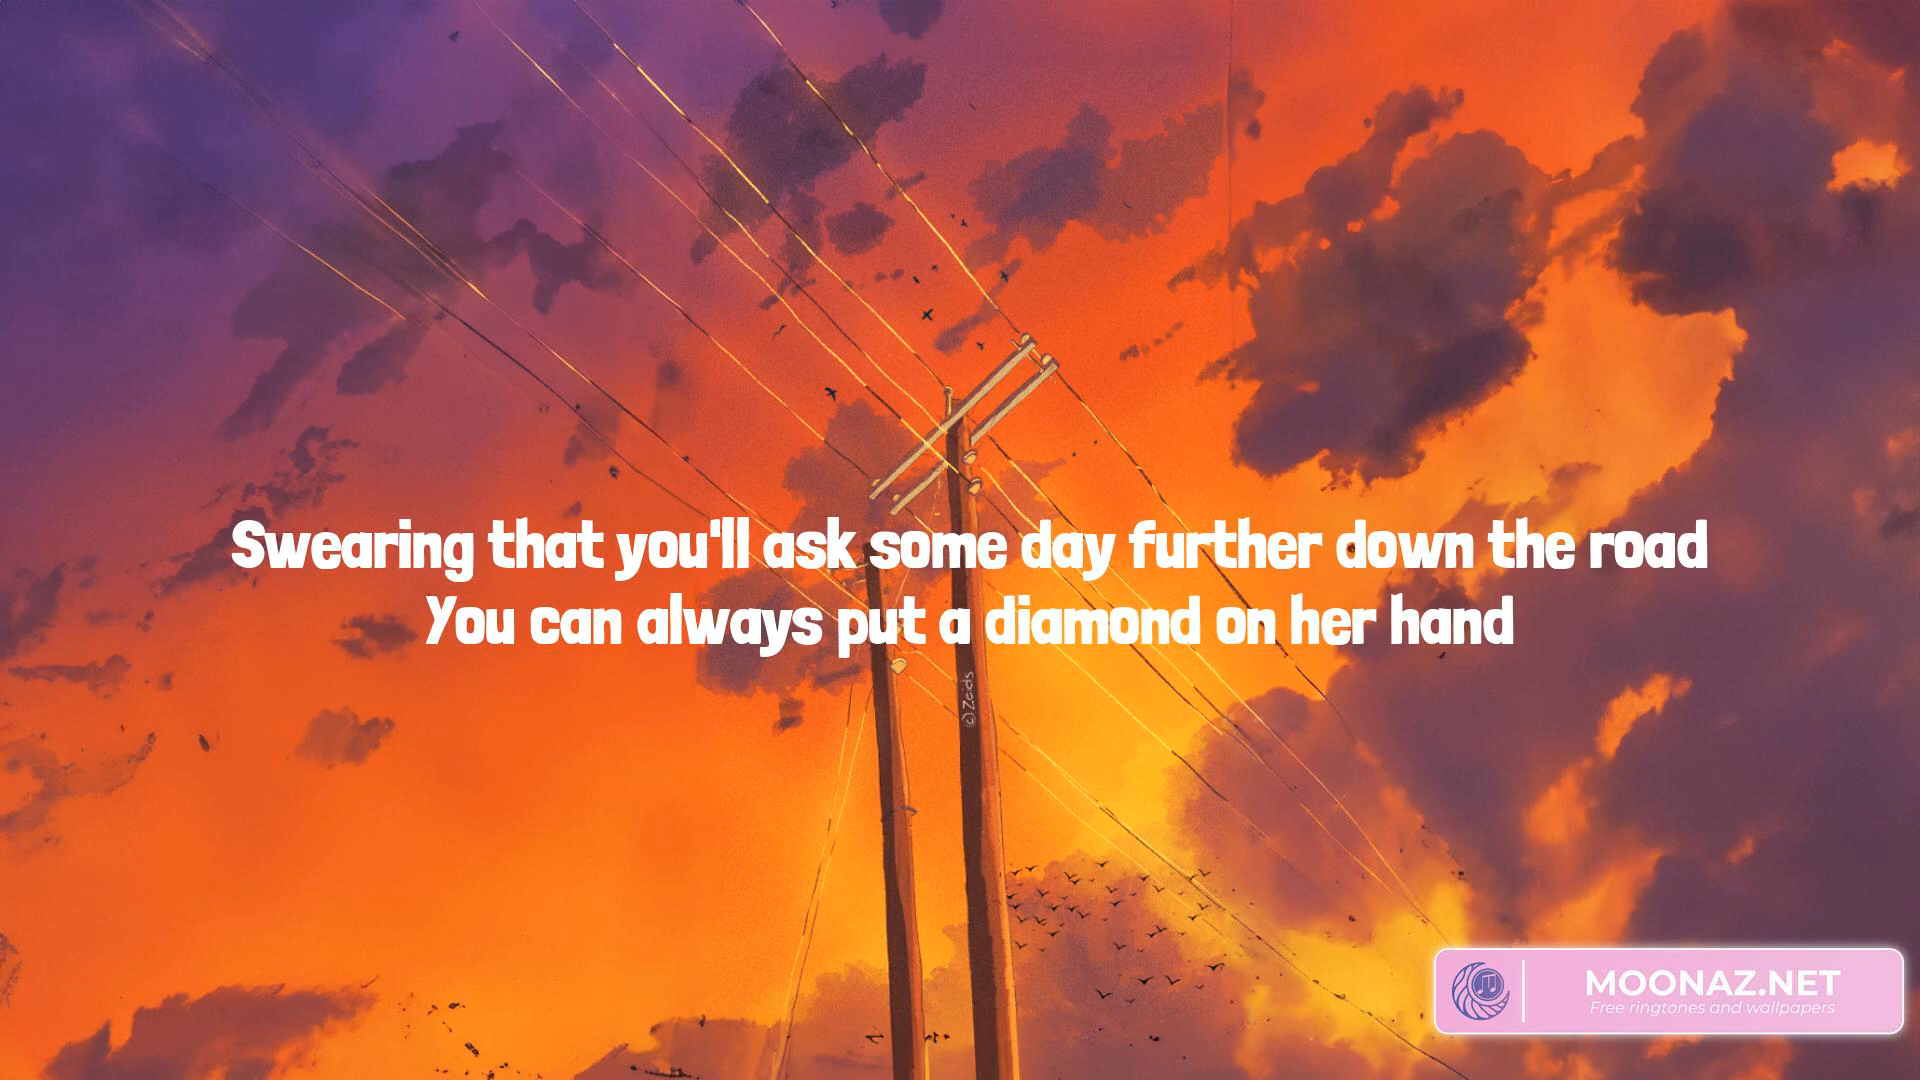 Swearing that you'll ask some day further down the road
You can always put a diamond on her hand
© Zeids
MOONAZ.NET
Free ringtones and wallpapers